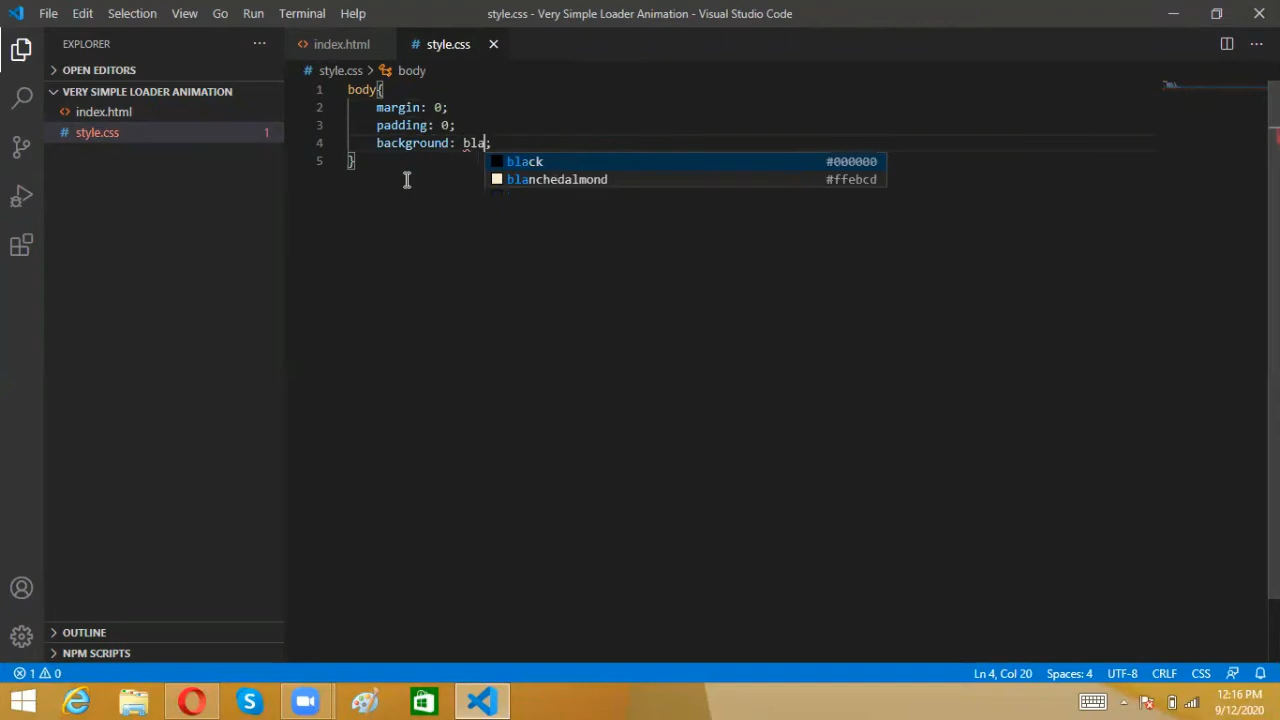 File Edit Selection View Go Run Terminal Help style.css - Very Simple Loader Animation - Visual Studio Code
EXPLORER ...
index.html # style.css
style.css > body
OPEN EDITORS
VERY SIMPLE LOADER ANIMATION
index.html
# style.css 1
1 body{
2 margin: 0;
3 padding: 0;
4 background: bla;
5 }
black #000000
blanchedalmond #ffebcd
OUTLINE
NPM SCRIPTS
1 0 Ln 4, Col 20 Spaces: 4 UTF-8 CRLF CSS
12:16 PM
9/12/2020